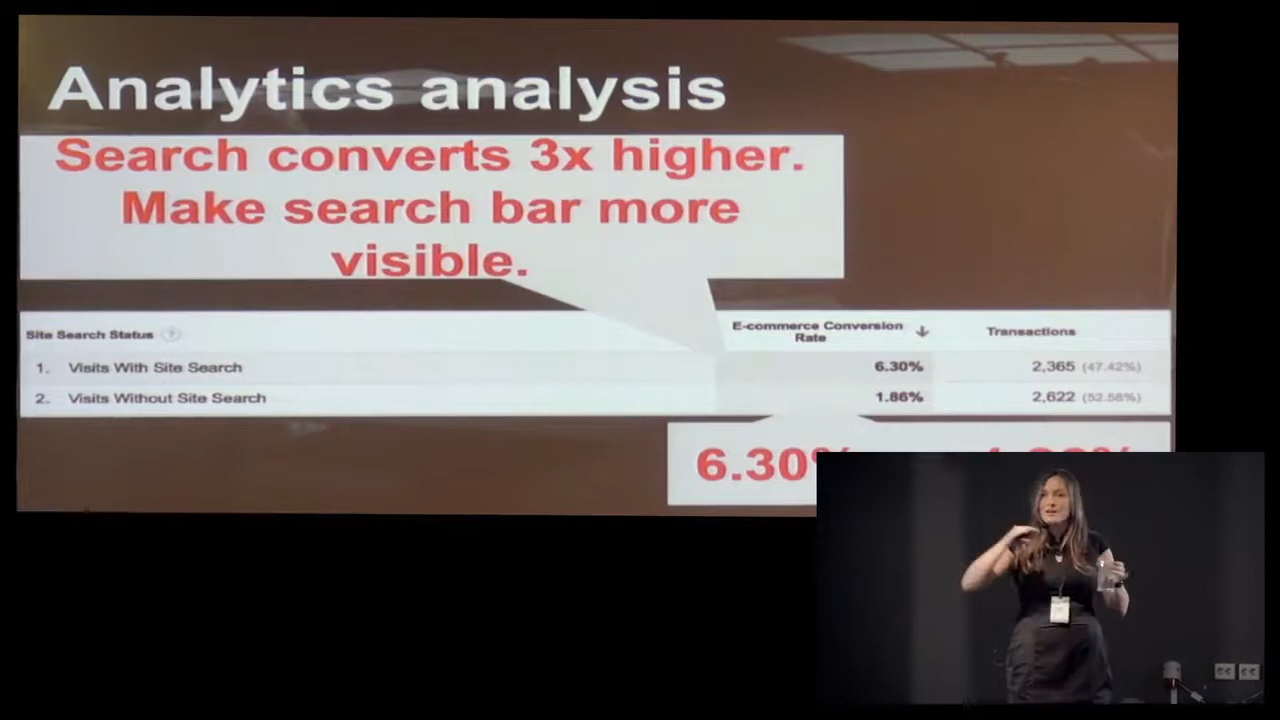 Analytics analysis
Search converts 3x higher.
Make search bar more
visible.
Site Search Status ?
E-commerce Conversion
Rate
Transactions
1. Visits With Site Search 6.30% 2,365 (47.42%)
2. Visits Without Site Search 1.86% 2,622 (52.58%)
6.30%